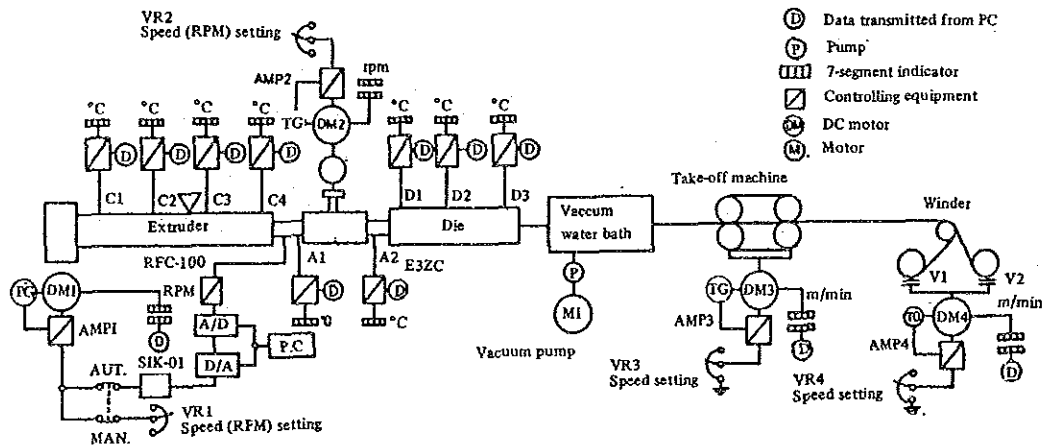 VR2
Speed (RPM) setting
AMP2
rpm
TG
DM2
°C
°C
°C
°C
D
D
D
D
C1
C2
C3
C4
°C
°C
°C
D
D
D
D1
D2
D3
D Data transmitted from PC
P Pump
7-segment indicator
Controlling equipment
DM DC motor
M Motor
Extruder
Die
Vaccum
water bath
Take-off machine
Winder
RFC-100
RPM
A1
A2
E3ZC
D
D
°C
A/D
D/A
P.C
TG
DM1
AMP1
D
SIK-01
AUT.
MAN.
VR1
Speed (RPM) setting
P
M1
Vacuum pump
TG
DM3
m/min
AMP3
D
VR3
Speed setting
V1
V2
DM4
m/min
AMP4
D
VR4
Speed setting